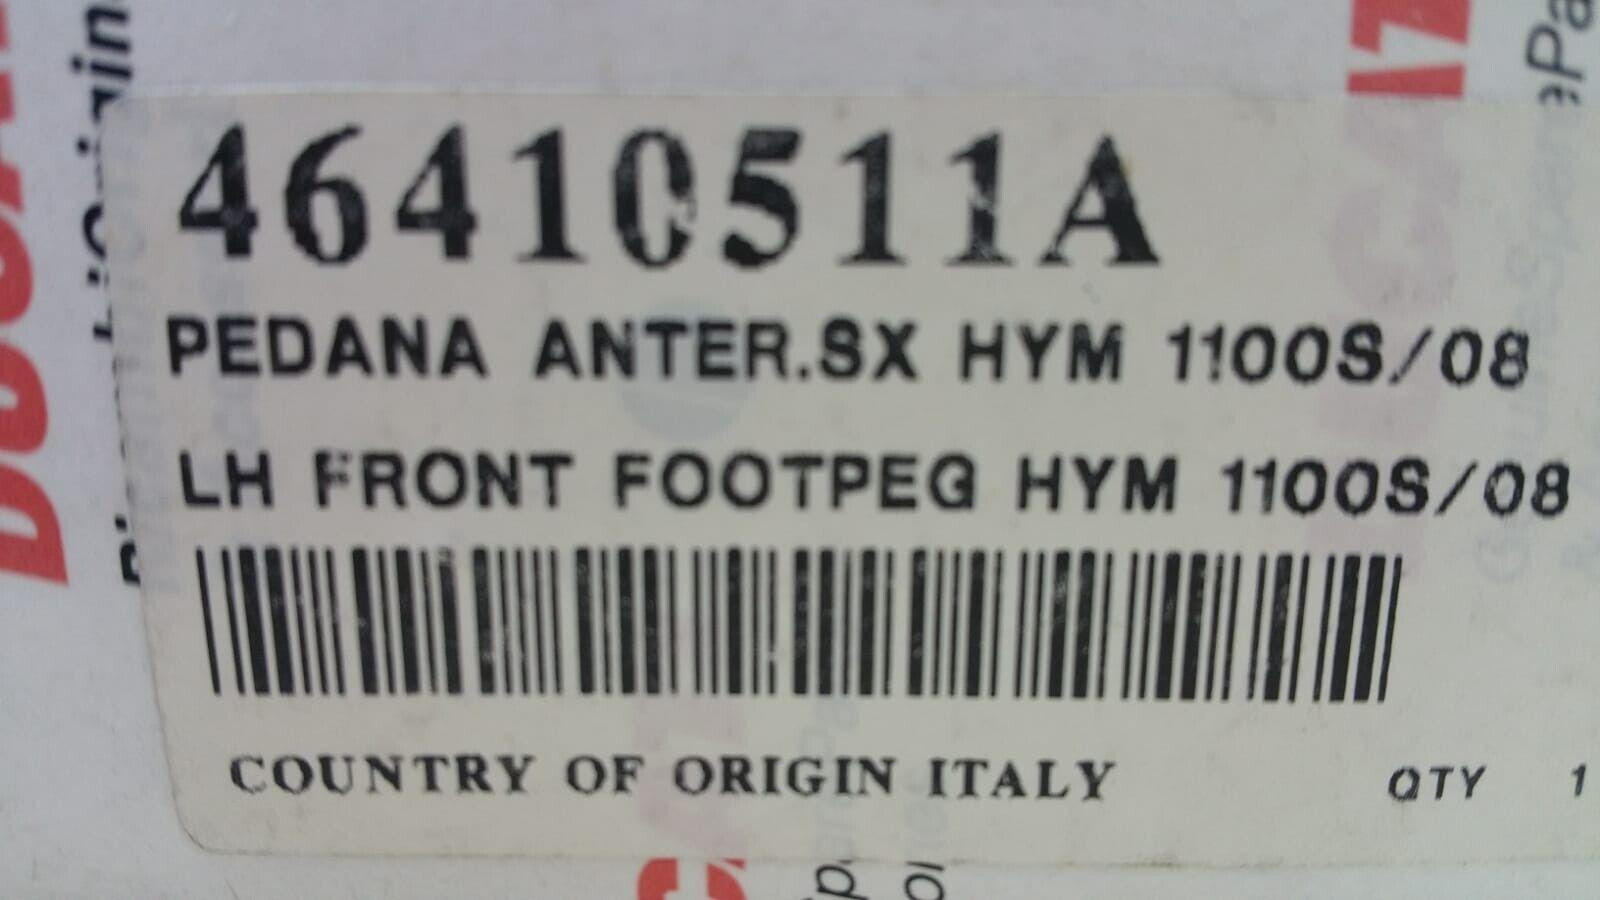 46410511A
PEDANA ANTER.SX HYM 1100S/08
LH FRONT FOOTPEG HYM 1100S/08
COUNTRY OF ORIGIN ITALY
QTY 1